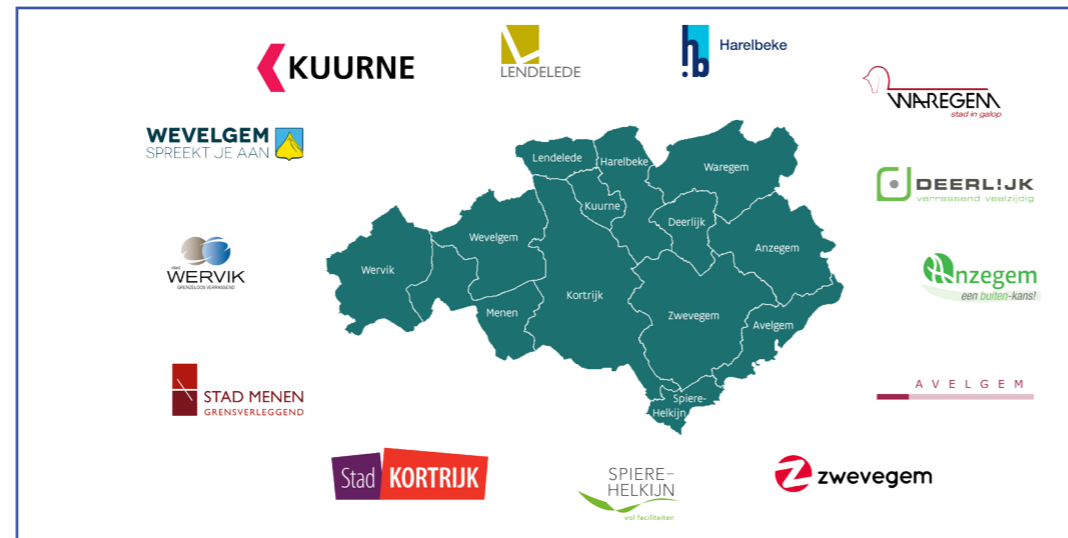 KUURNE
LENDELEDE
h.b
Harelbeke
WAREGEM
stad in galop
WEVELGEM
SPREEKT JE AAN
DEERL!JK
verrassend veelzijdig
stad
WERVIK
GRENZELOOS VERRASSEND
Anzegem
een buiten-kans!
STAD MENEN
GRENSVERLEGGEND
AVELGEM
Stad KORTRIJK
SPIERE-
HELKIJN
vol faciliteiten
zwevegem
Lendelede
Harelbeke
Waregem
Kuurne
Deerlijk
Wevelgem
Anzegem
Wervik
Kortrijk
Menen
Zwevegem
Avelgem
Spiere-
Helkijn